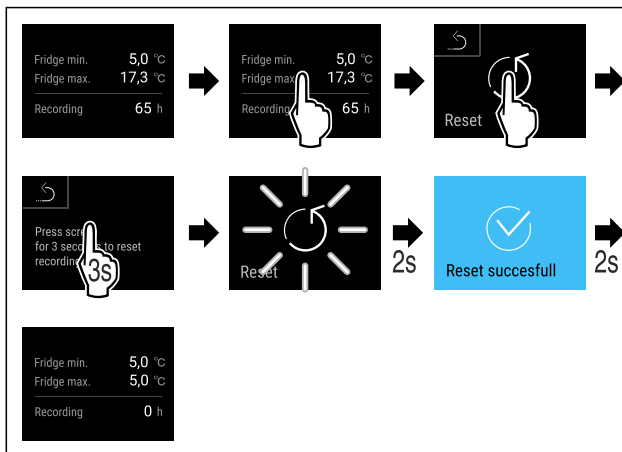 Fridge min. 5,0 °C
Fridge max. 17,3 °C
Recording 65 h
Fridge min. 5,0 °C
Fridge max 17,3 °C
Recording 65 h
Reset
Press scre
for 3 seconds to reset
recording
3s
Reset
2s
Reset succesfull
2s
Fridge min. 5,0 °C
Fridge max. 5,0 °C
Recording 0 h